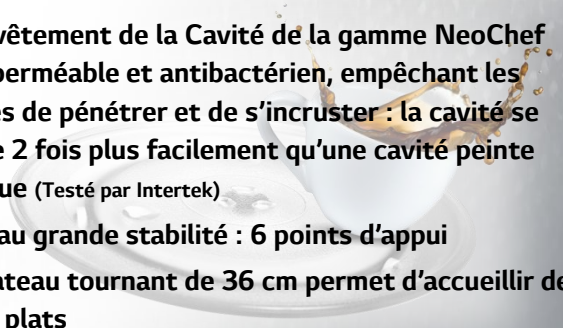 vêtement de la Cavité de la gamme NeoChef
perméable et antibactérien, empêchant les
es de pénétrer et de s’incruster : la cavité se
e 2 fois plus facilement qu’une cavité peinte
ue (Testé par Intertek)
au grande stabilité : 6 points d’appui
ateau tournant de 36 cm permet d’accueillir de
plats